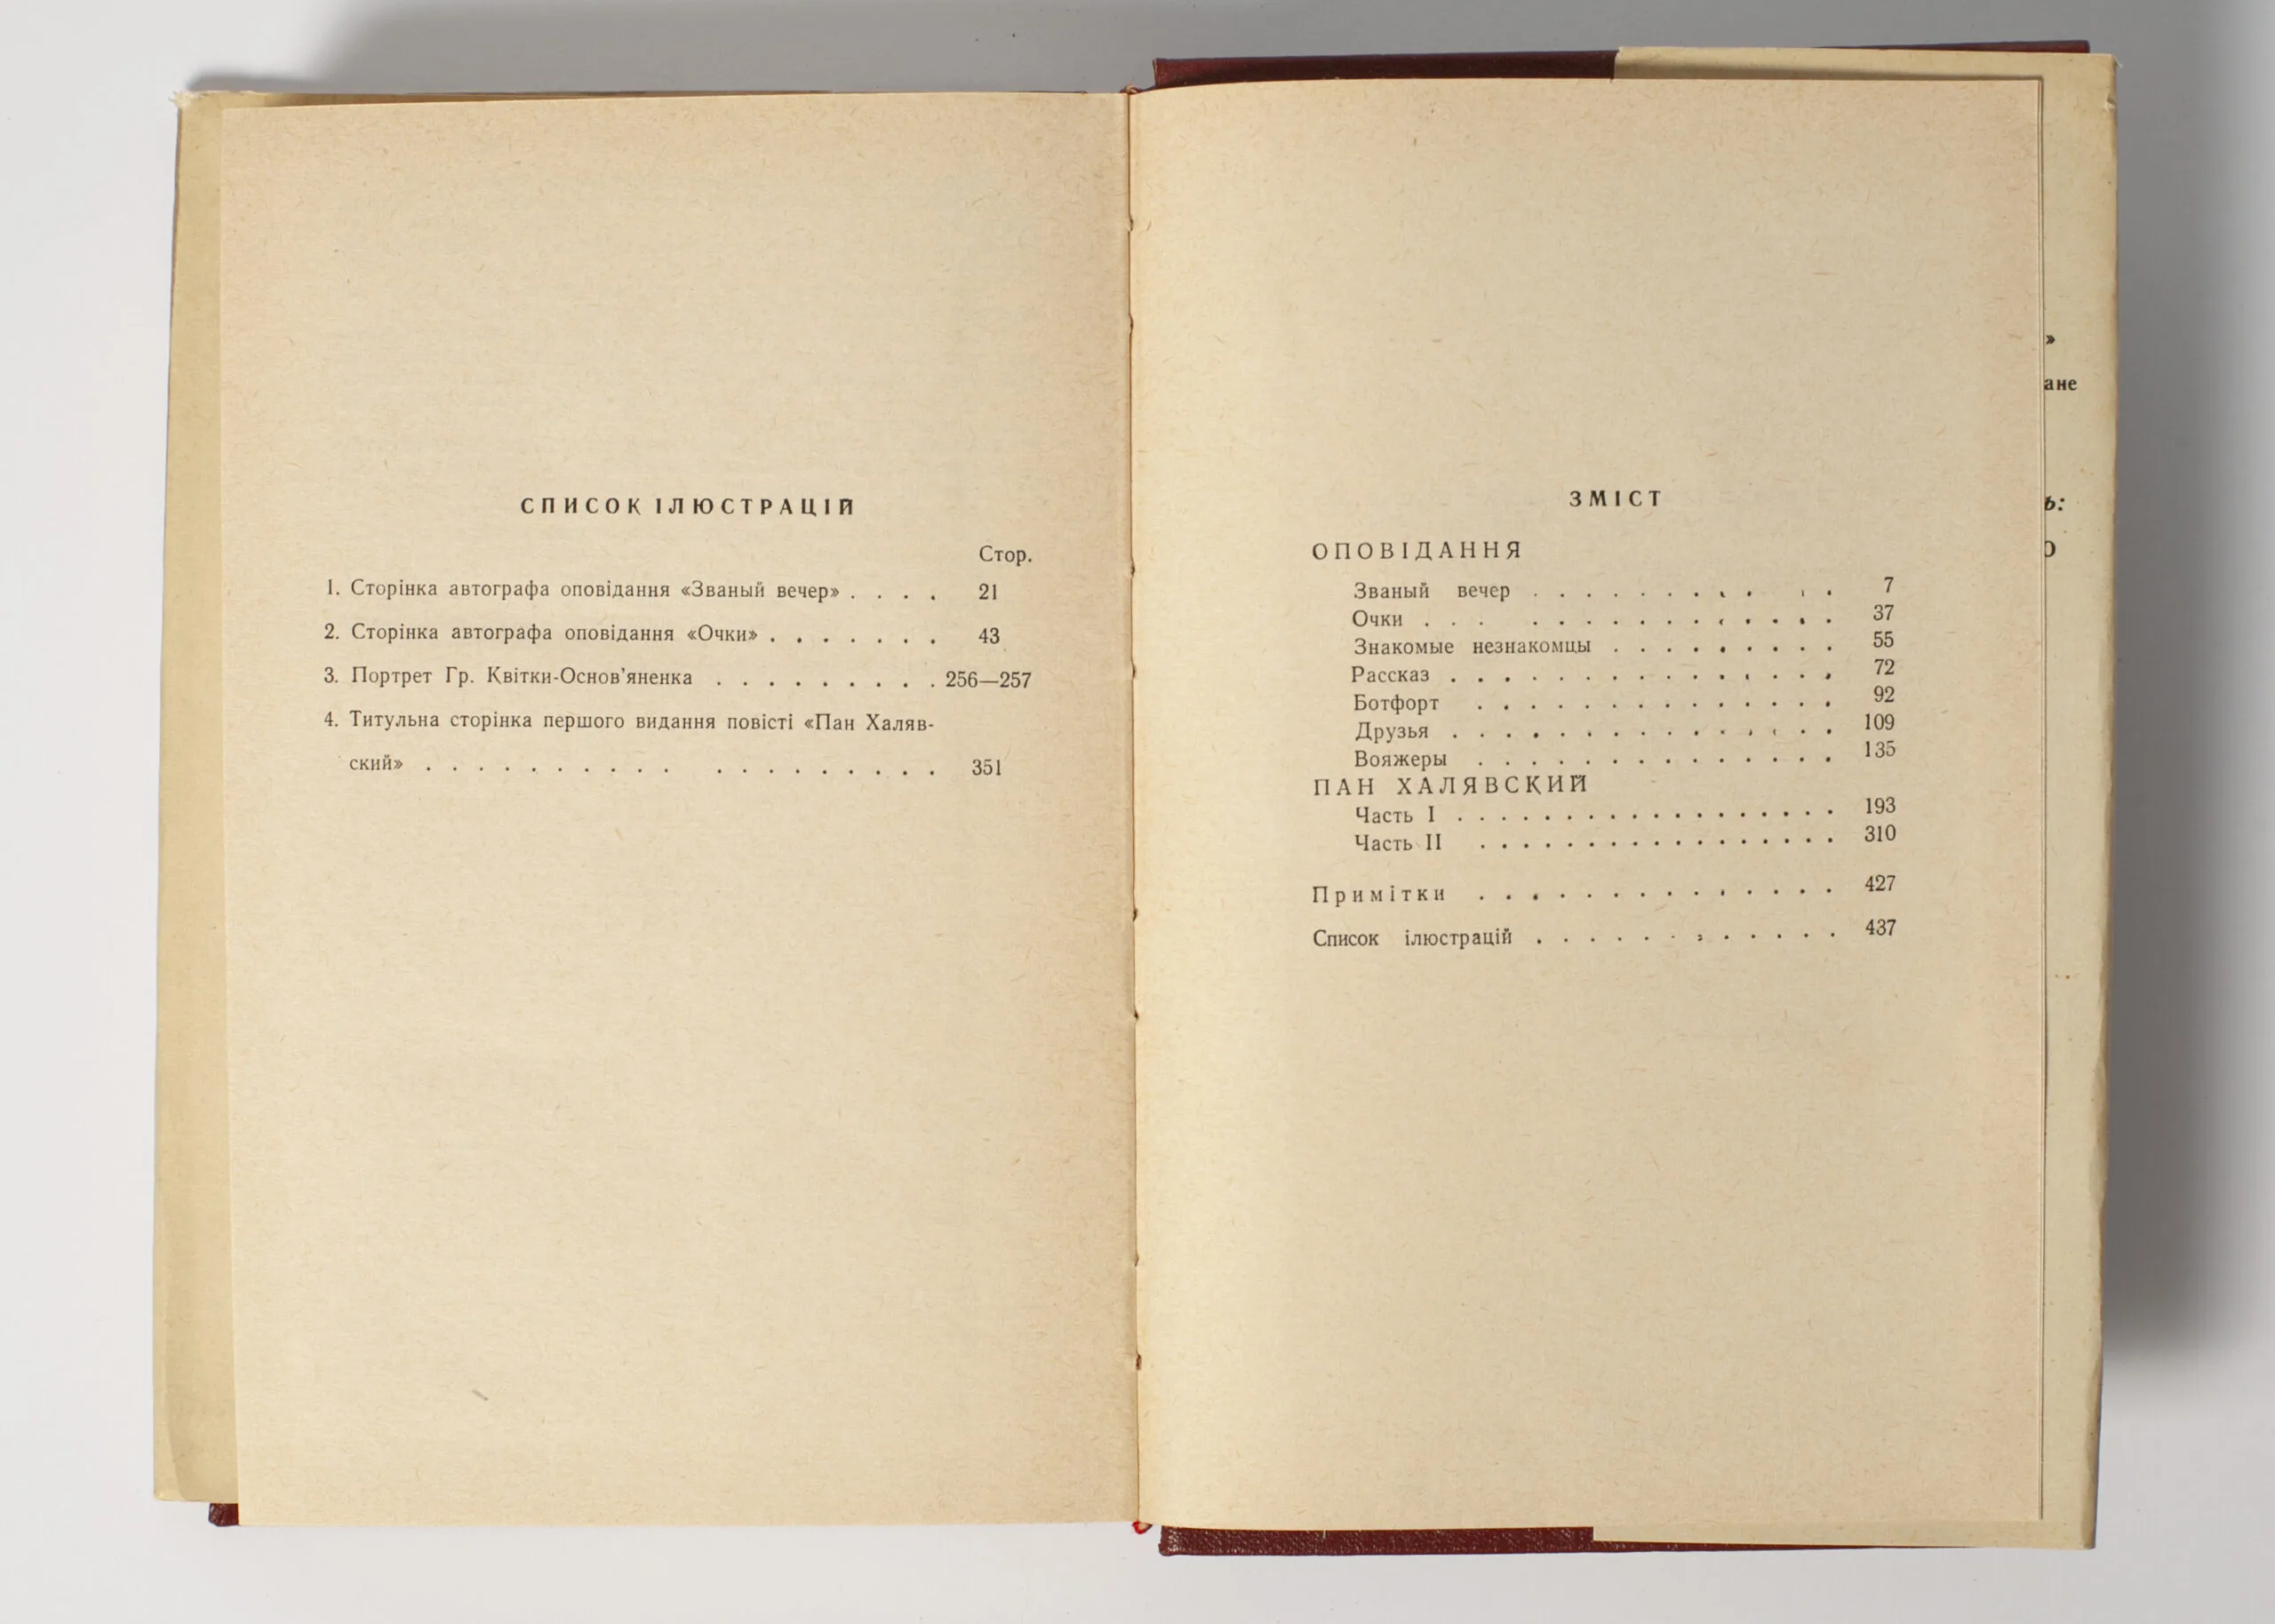 СПИСОК ІЛЮСТРАЦІЙ
Стор.
1. Сторінка автографа оповідання «Званый вечер» . . . . 21
2. Сторінка автографа оповідання «Очки» . . . . . . . 43
3. Портрет Гр. Квітки-Основ'яненка . . . . . . . . . 256—257
4. Титульна сторінка першого видання повісті «Пан Халяв-
ский» . . . . . . . . . . . . . . . . . . . 351
ЗМІСТ
ОПОВІДАННЯ
Званый вечер . . . . . . . . . . . 7
Очки . . . . . . . . . . . . . . . 37
Знакомые незнакомцы . . . . . . . . . 55
Рассказ . . . . . . . . . . . . . . . 72
Ботфорт . . . . . . . . . . . . . . 92
Друзья . . . . . . . . . . . . . . . 109
Вояжеры . . . . . . . . . . . . . . 135
ПАН ХАЛЯВСКИЙ
Часть I . . . . . . . . . . . . . . . . . . 193
Часть II . . . . . . . . . . . . . . . . . 310
Примітки . . . . . . . . . . . . . . 427
Список ілюстрацій . . . . . . . . . . . . 437
»
ане
ь: